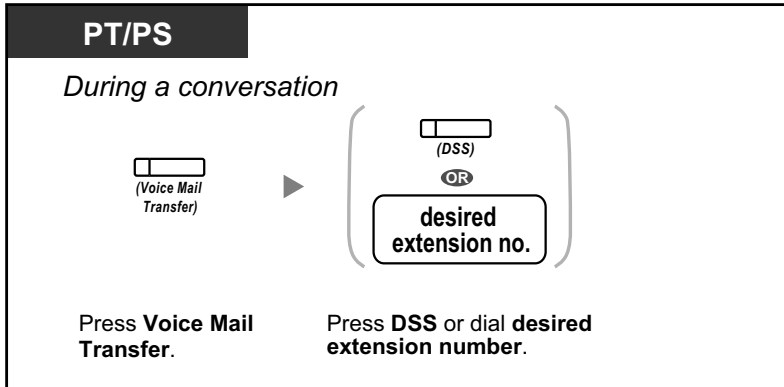 PT/PS
During a conversation
(Voice Mail
Transfer)
(DSS)
OR
desired
extension no.
Press Voice Mail
Transfer.
Press DSS or dial desired
extension number.